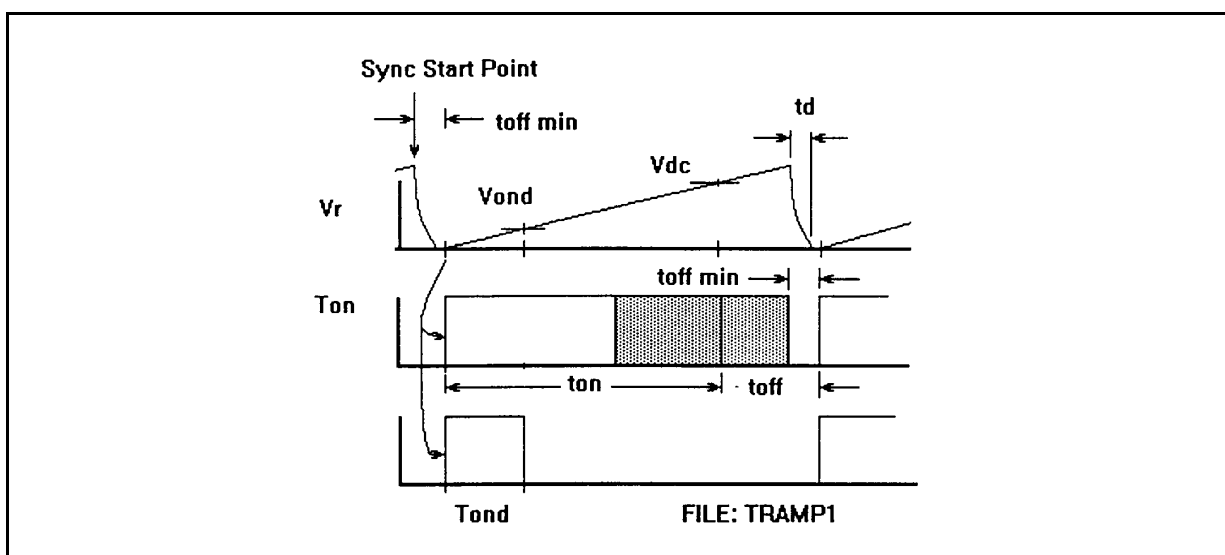 Sync Start Point
toff min
td
Vdc
Vond
Vr
toff min
Ton
ton
toff
Tond
FILE: TRAMP1